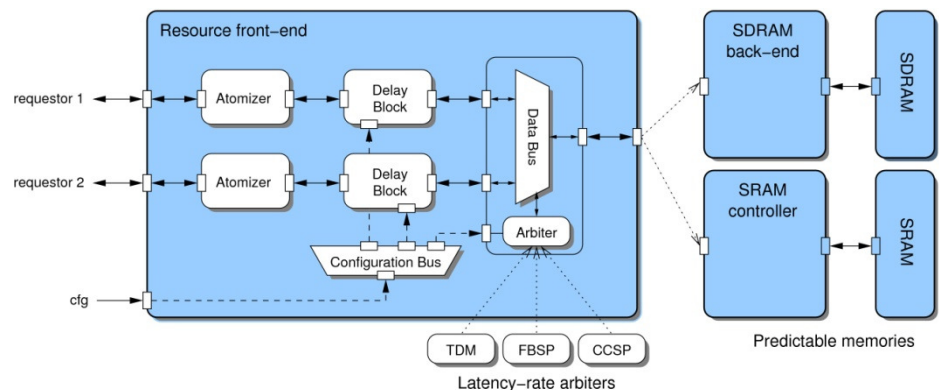 Resource front-end
requestor 1
Atomizer
Delay
Block
requestor 2
Atomizer
Delay
Block
Data Bus
Arbiter
Configuration Bus
cfg
TDM
FBSP
CCSP
Latency-rate arbiters
SDRAM
back-end
SDRAM
SRAM
controller
SRAM
Predictable memories